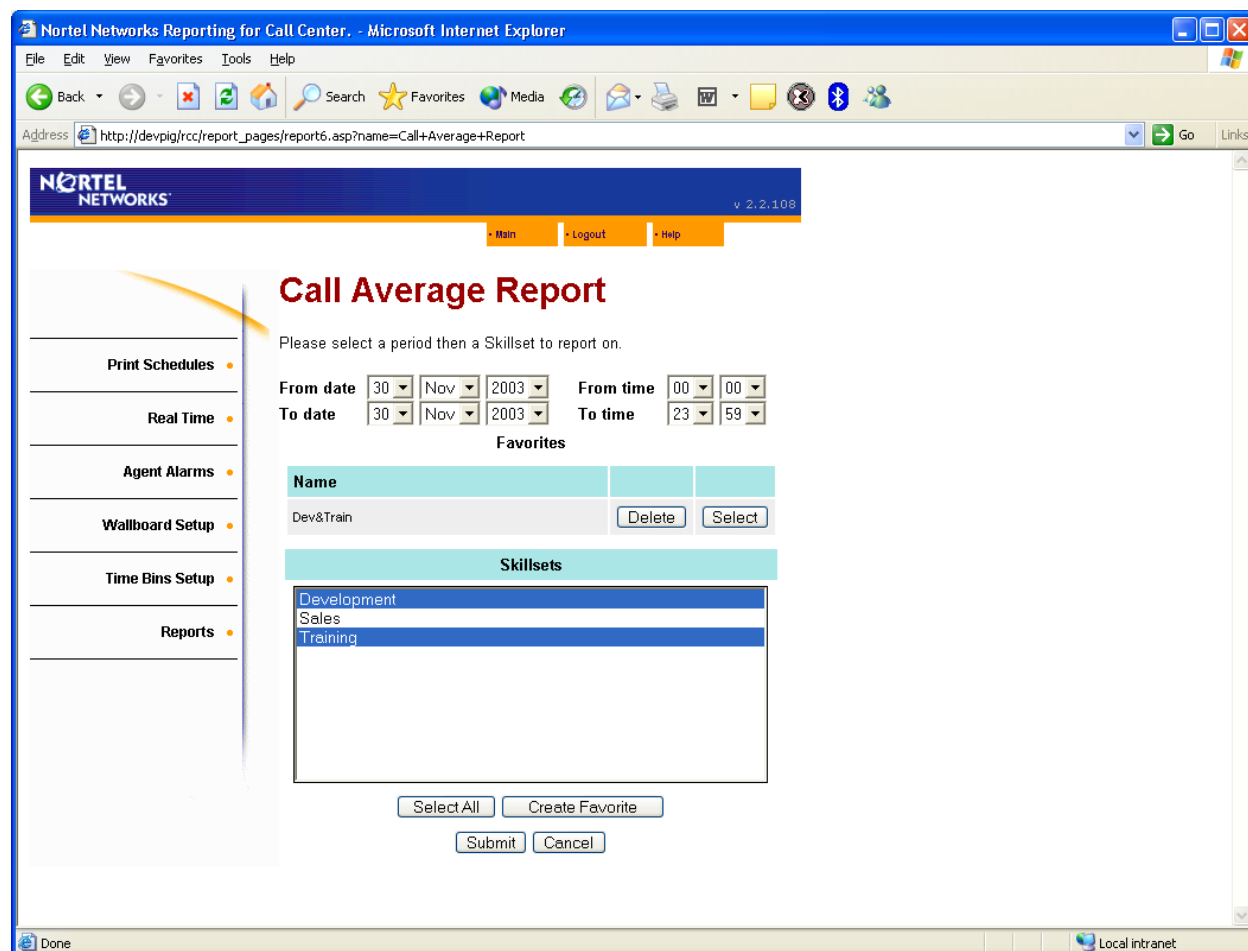 Nortel Networks Reporting for Call Center. - Microsoft Internet Explorer
File Edit View Favorites Tools Help
Back Search Favorites Media
Address http://devpig/rcc/report_pages/report6.asp?name=Call+Average+Report Go Links
NORTEL
NETWORKS
v 2.2.108
• Main • Logout • Help
Call Average Report
Please select a period then a Skillset to report on.
From date 30 Nov 2003 From time 00 00
To date 30 Nov 2003 To time 23 59
Favorites
Name
Dev&Train Delete Select
Skillsets
Development
Sales
Training
Select All Create Favorite
Submit Cancel
Print Schedules •
Real Time •
Agent Alarms •
Wallboard Setup •
Time Bins Setup •
Reports •
Done Local intranet